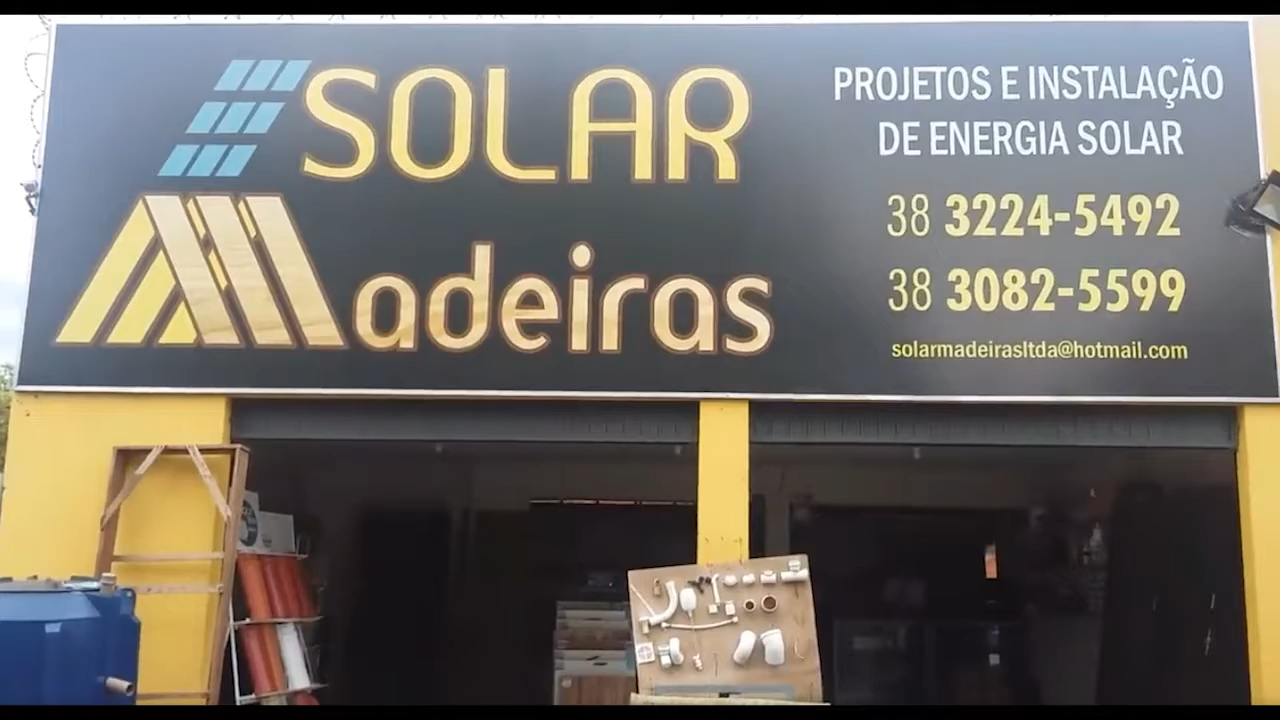 SOLAR
Madeiras
PROJETOS E INSTALAÇÃO
DE ENERGIA SOLAR
38 3224-5492
38 3082-5599
solarmadeirasltda@hotmail.com